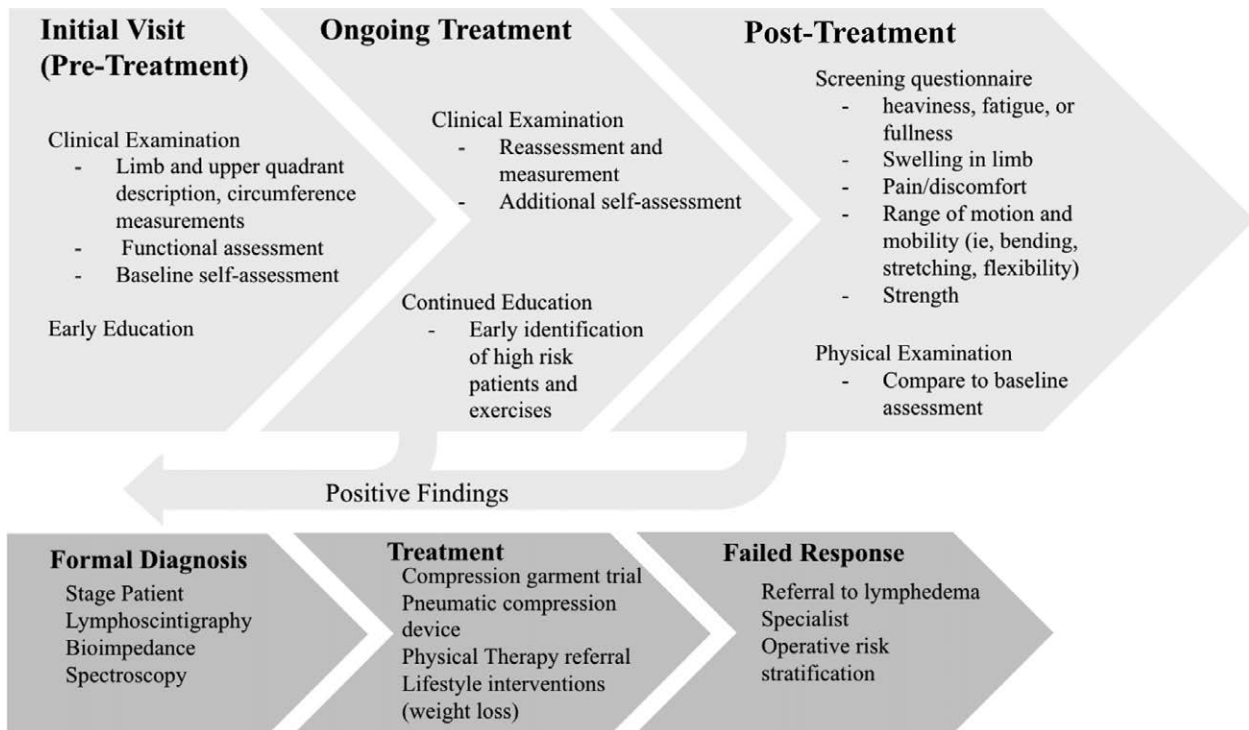 Initial Visit
(Pre-Treatment)
Clinical Examination
- Limb and upper quadrant
description, circumference
measurements
- Functional assessment
- Baseline self-assessment
Early Education
Ongoing Treatment
Clinical Examination
- Reassessment and
measurement
- Additional self-assessment
Continued Education
- Early identification
of high risk
patients and
exercises
Post-Treatment
Screening questionnaire
- heaviness, fatigue, or
fullness
- Swelling in limb
- Pain/discomfort
- Range of motion and
mobility (ie, bending,
stretching, flexibility)
- Strength
Physical Examination
- Compare to baseline
assessment
Positive Findings
Formal Diagnosis
Stage Patient
Lymphoscintigraphy
Bioimpedance
Spectroscopy
Treatment
Compression garment trial
Pneumatic compression
device
Physical Therapy referral
Lifestyle interventions
(weight loss)
Failed Response
Referral to lymphedema
Specialist
Operative risk
stratification